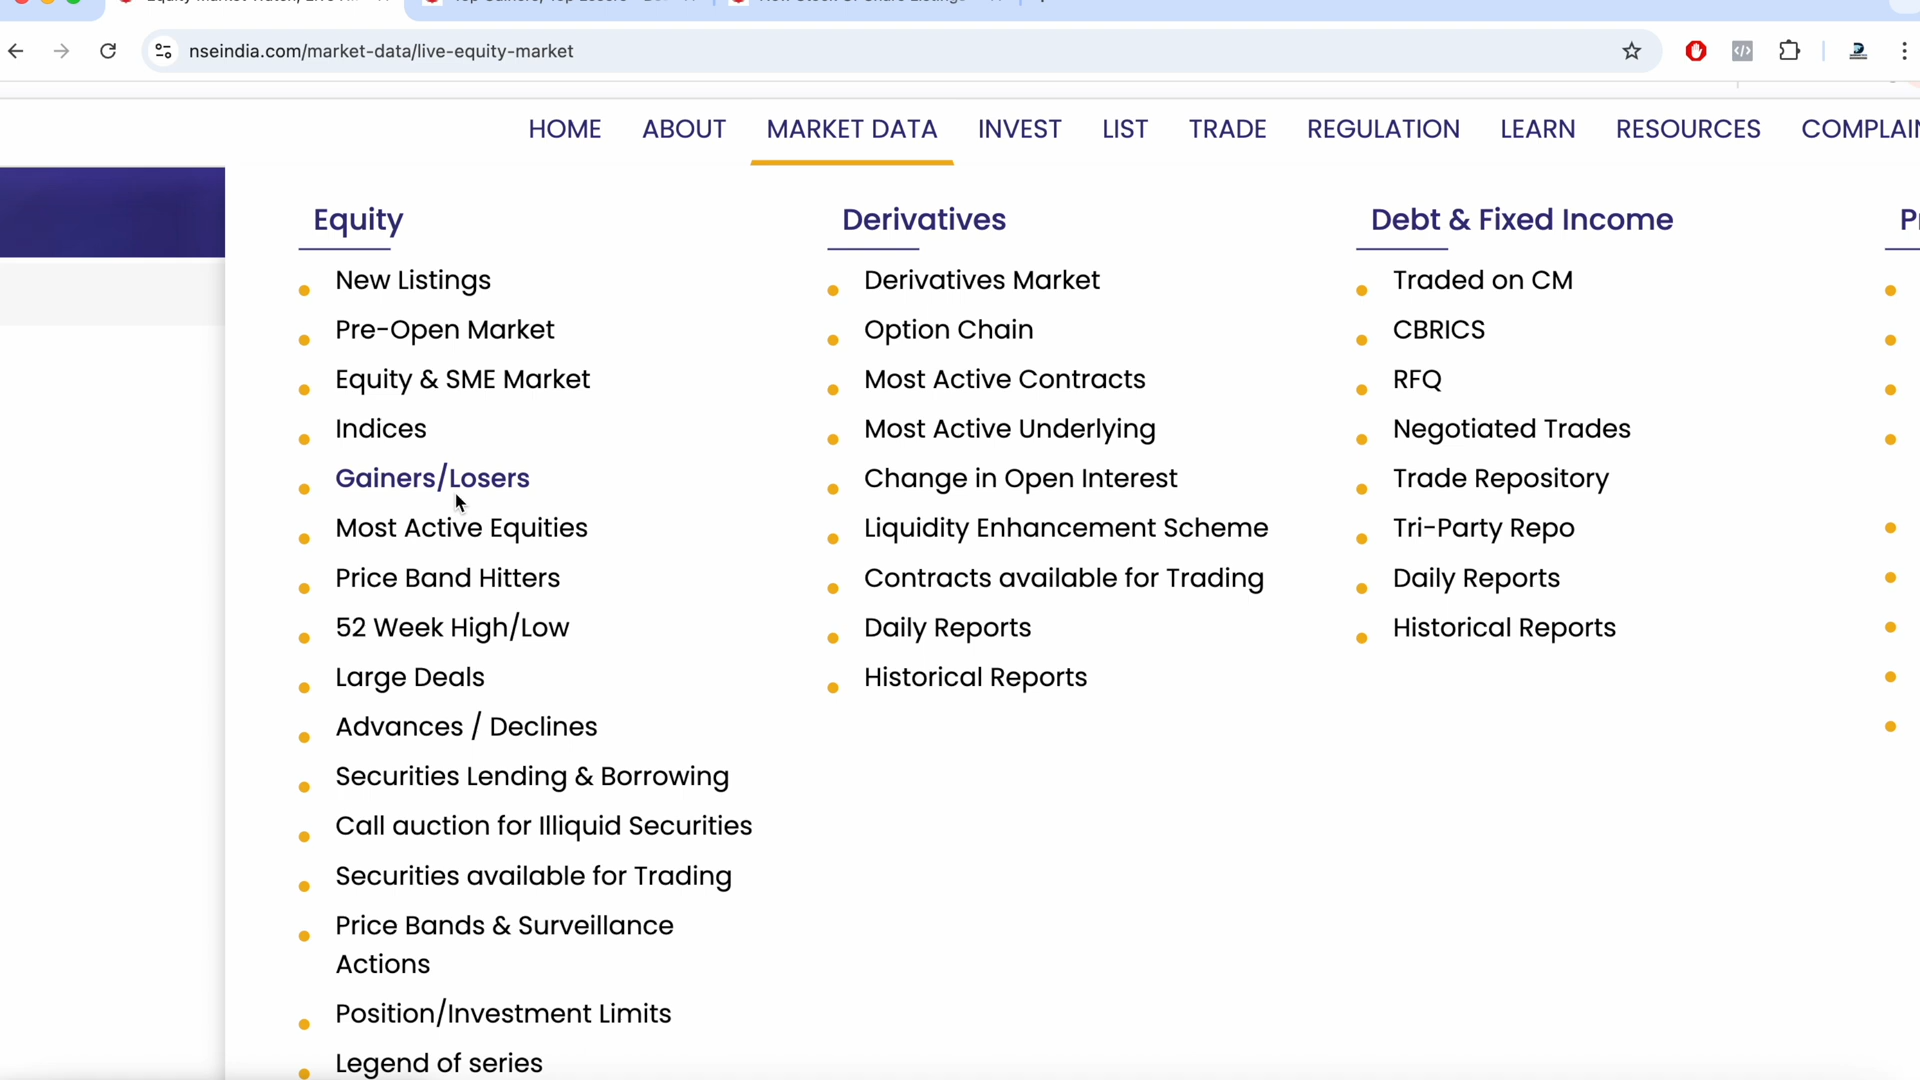 nseindia.com/market-data/live-equity-market
HOME ABOUT MARKET DATA INVEST LIST TRADE REGULATION LEARN RESOURCES COMPLAIN
Equity
New Listings
Pre-Open Market
Equity & SME Market
Indices
Gainers/Losers
Most Active Equities
Price Band Hitters
52 Week High/Low
Large Deals
Advances / Declines
Securities Lending & Borrowing
Call auction for Illiquid Securities
Securities available for Trading
Price Bands & Surveillance
Actions
Position/Investment Limits
Legend of series
Derivatives
Derivatives Market
Option Chain
Most Active Contracts
Most Active Underlying
Change in Open Interest
Liquidity Enhancement Scheme
Contracts available for Trading
Daily Reports
Historical Reports
Debt & Fixed Income
Traded on CM
CBRICS
RFQ
Negotiated Trades
Trade Repository
Tri-Party Repo
Daily Reports
Historical Reports